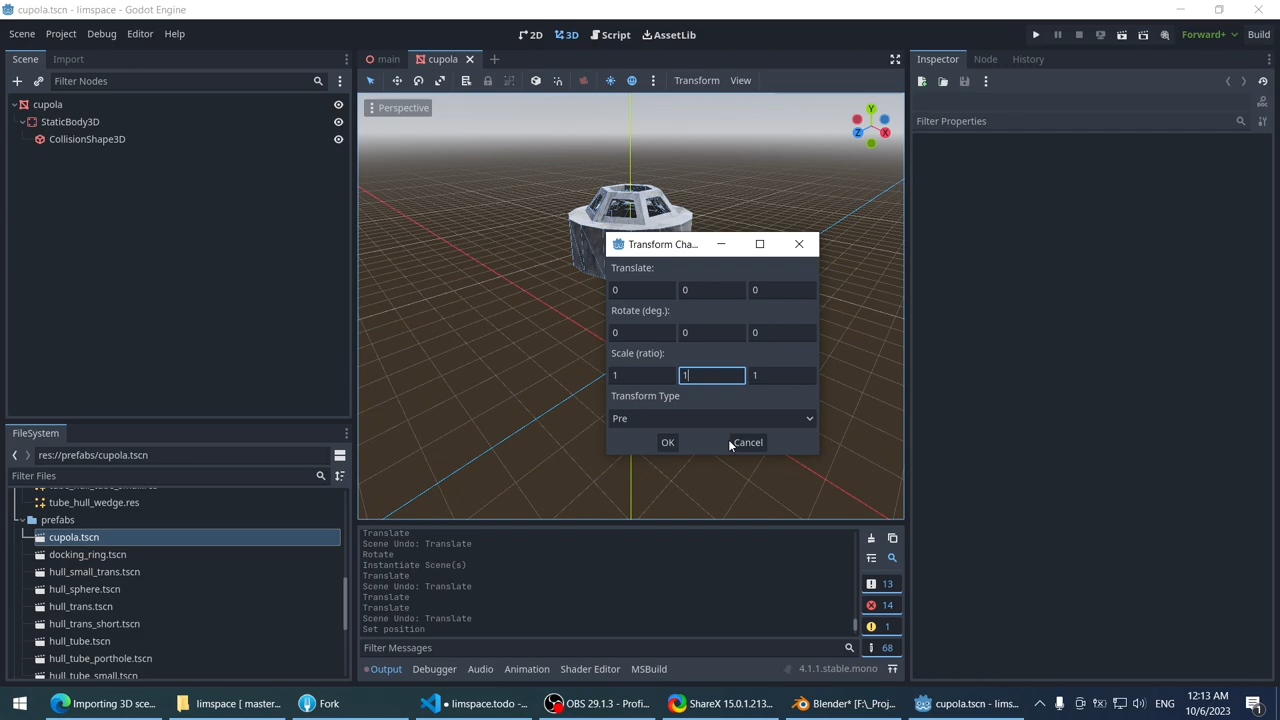 cupola.tscn - limspace - Godot Engine
Scene Project Debug Editor Help
2D 3D Script AssetLib
Forward+ Build
Scene Import
Filter Nodes
cupola
StaticBody3D
CollisionShape3D
main cupola
Transform View
Perspective
Y
Z X
Transform Cha...
Translate:
0 0 0
Rotate (deg.):
0 0 0
Scale (ratio):
1 1 1
Transform Type
Pre
OK Cancel
Inspector Node History
Filter Properties
FileSystem
res://prefabs/cupola.tscn
Filter Files
tube_hull_wedge.res
prefabs
cupola.tscn
docking_ring.tscn
hull_small_trans.tscn
hull_sphere.tscn
hull_trans.tscn
hull_trans_short.tscn
hull_tube.tscn
hull_tube_porthole.tscn
hull_tube_small.tscn
Translate
Scene Undo: Translate
Rotate
Instantiate Scene(s)
Translate
Scene Undo: Translate
Translate
Translate
Scene Undo: Translate
Set position
13
14
1
68
Filter Messages
Output Debugger Audio Animation Shader Editor MSBuild
4.1.1.stable.mono
Importing 3D scen...
limspace [ master...
Fork
• limspace.todo - ...
OBS 29.1.3 - Profi...
ShareX 15.0.1.213...
Blender* [F:\_Proj...
cupola.tscn - lims...
12:13 AM
10/6/2023
1